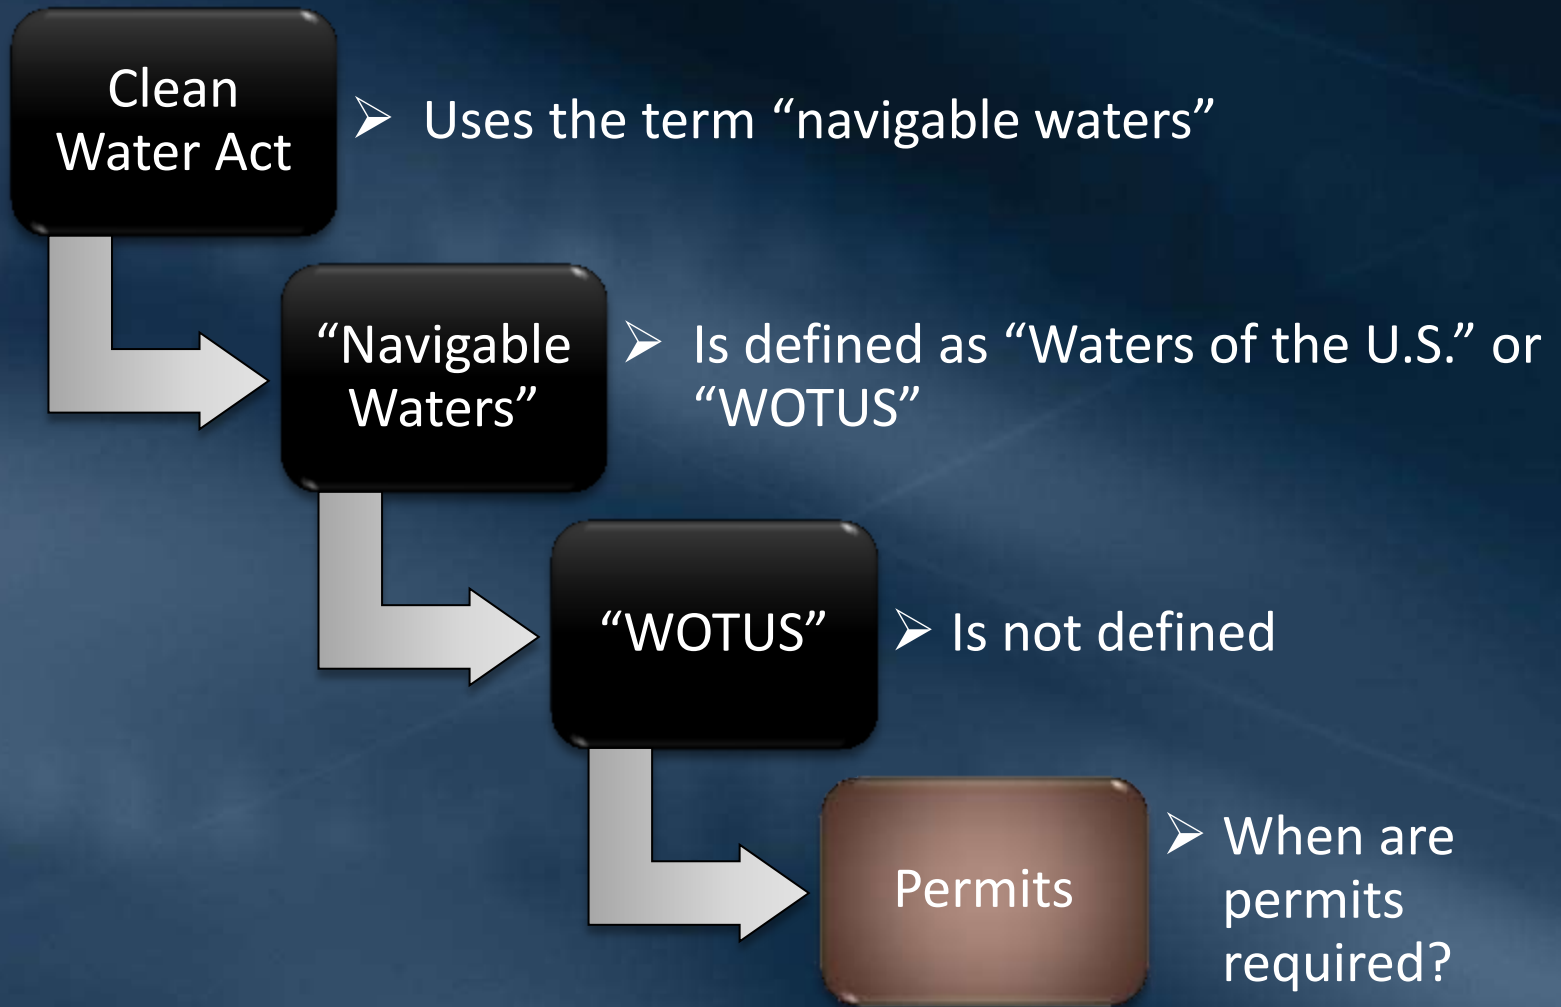 Clean
Water Act
➢ Uses the term “navigable waters”
“Navigable
Waters”
➢ Is defined as “Waters of the U.S.” or
“WOTUS”
“WOTUS”
➢ Is not defined
Permits
➢ When are
permits
required?